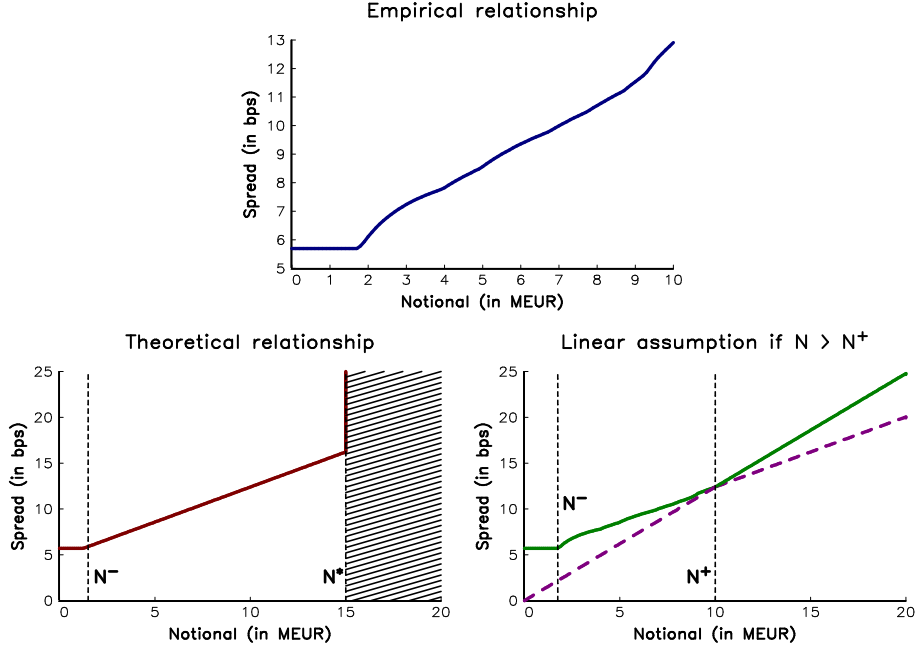 Empirical relationship
13
12
11
10
9
8
7
6
5
Spread (in bps)
0 1 2 3 4 5 6 7 8 9 10
Notional (in MEUR)
Theoretical relationship
25
20
15
10
5
0
Spread (in bps)
N⁻
N*
0 5 10 15 20
Notional (in MEUR)
Linear assumption if N > N⁺
25
20
15
10
5
0
Spread (in bps)
N⁻
N⁺
0 5 10 15 20
Notional (in MEUR)